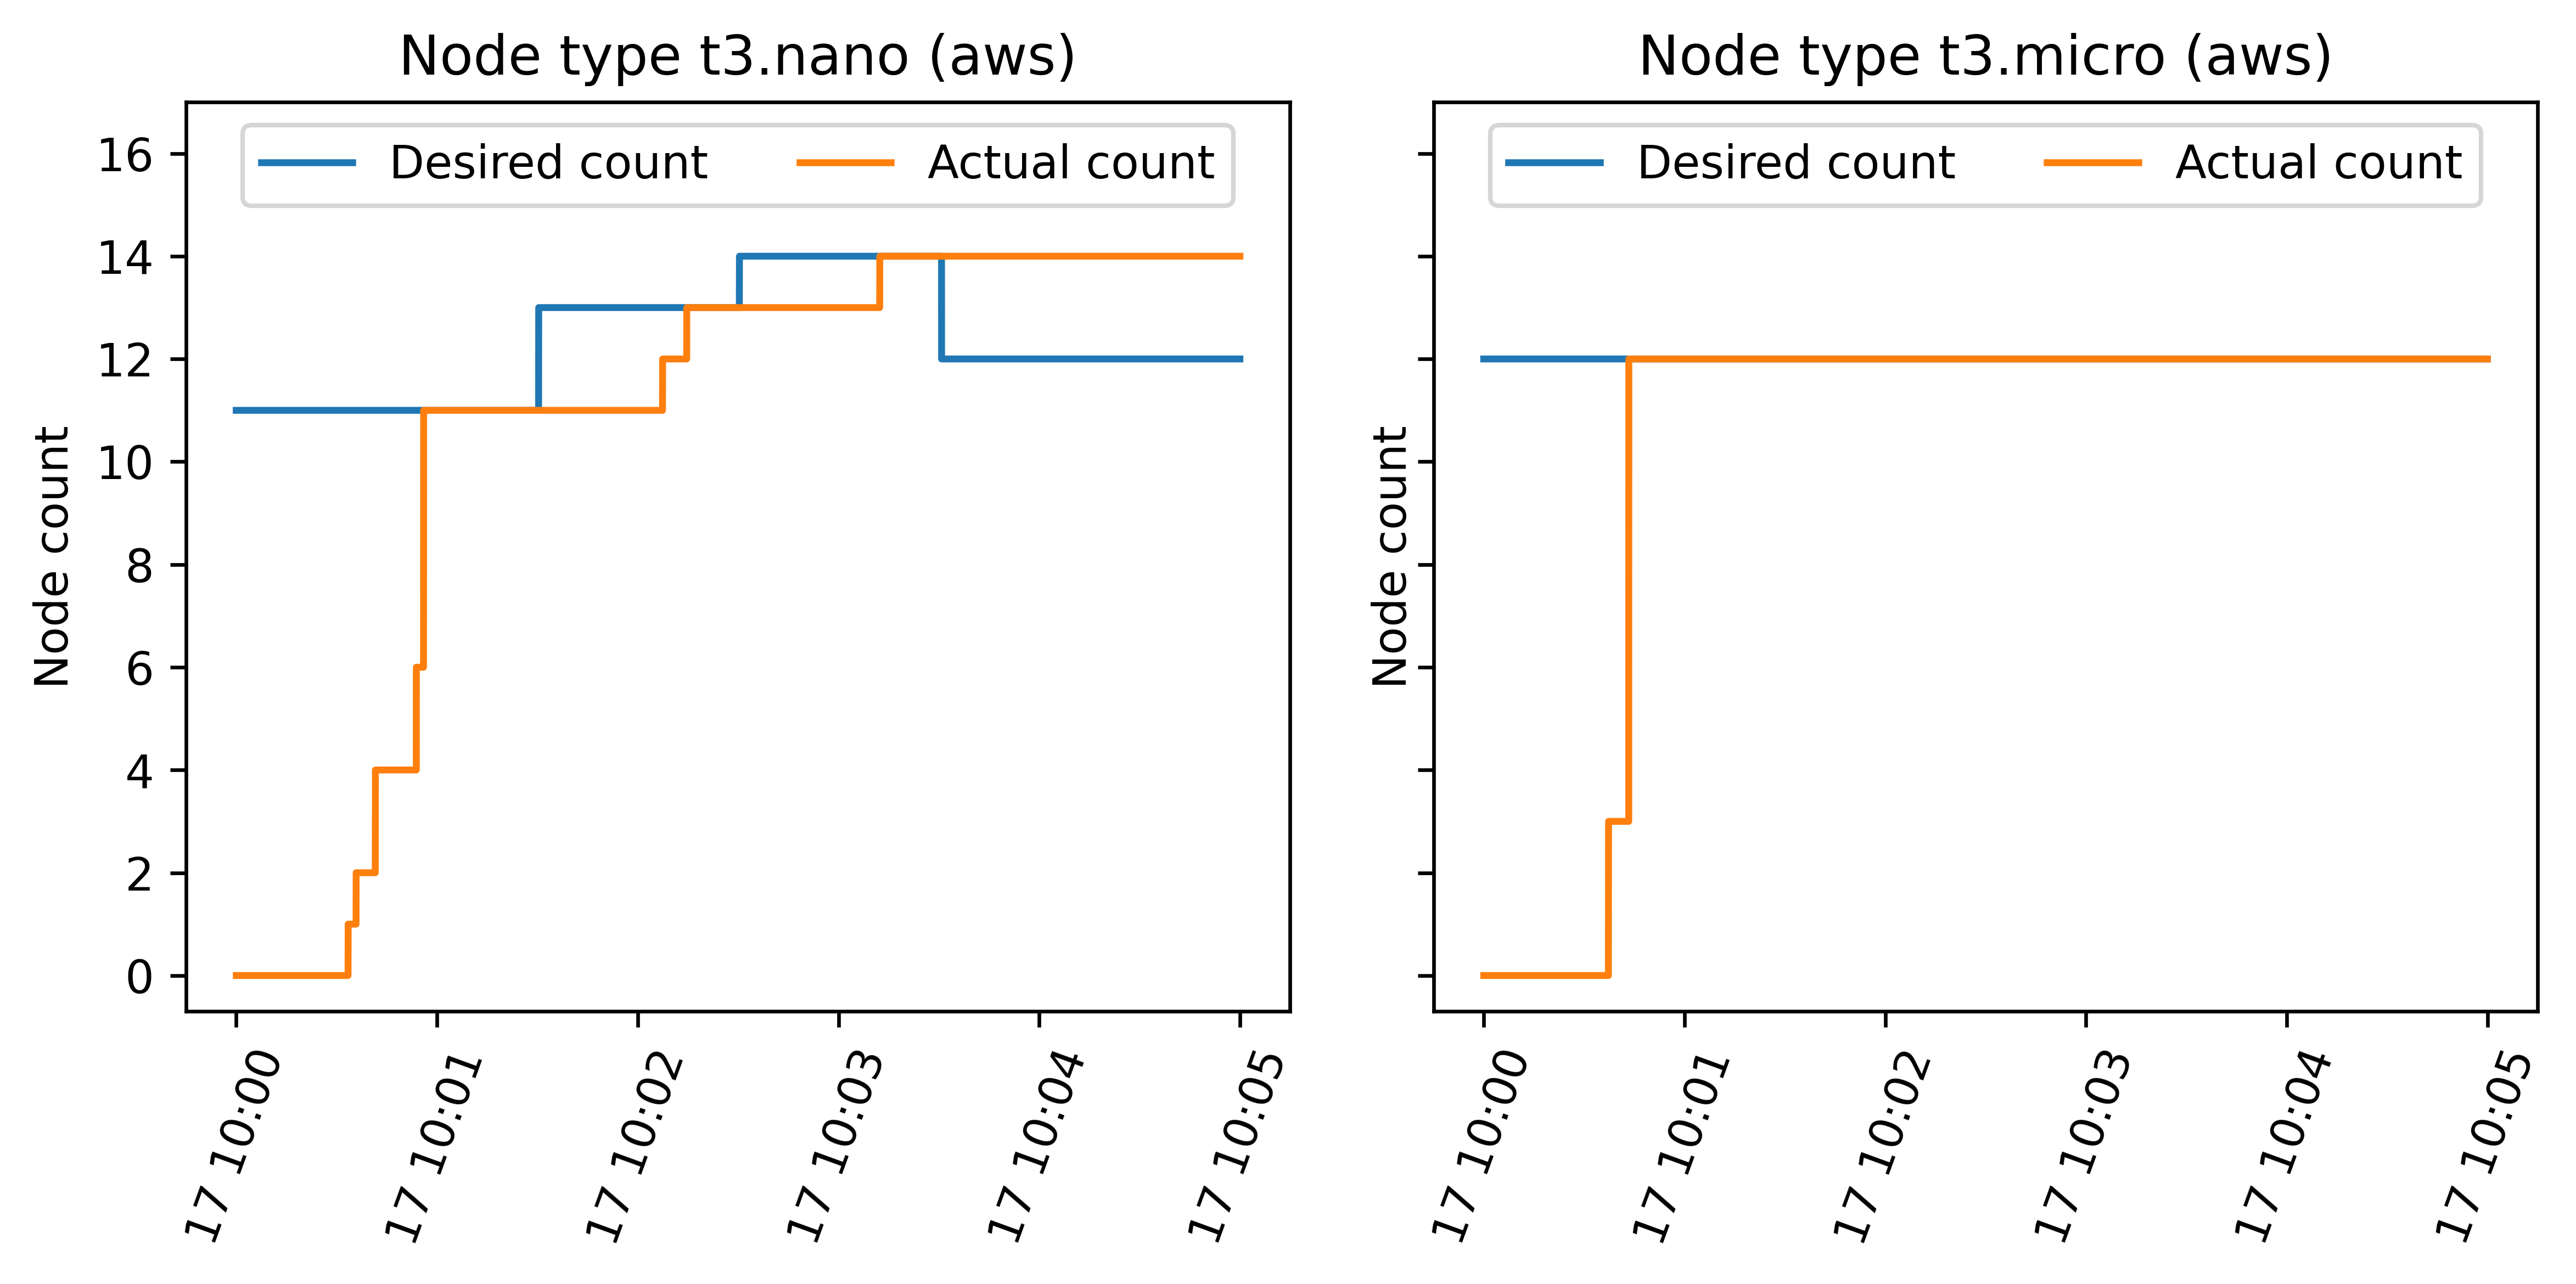 Node type t3.nano (aws)
Desired count
Actual count
Node count
16
14
12
10
8
6
4
2
0
17 10:00
17 10:01
17 10:02
17 10:03
17 10:04
17 10:05
Node type t3.micro (aws)
Desired count
Actual count
Node count
17 10:00
17 10:01
17 10:02
17 10:03
17 10:04
17 10:05